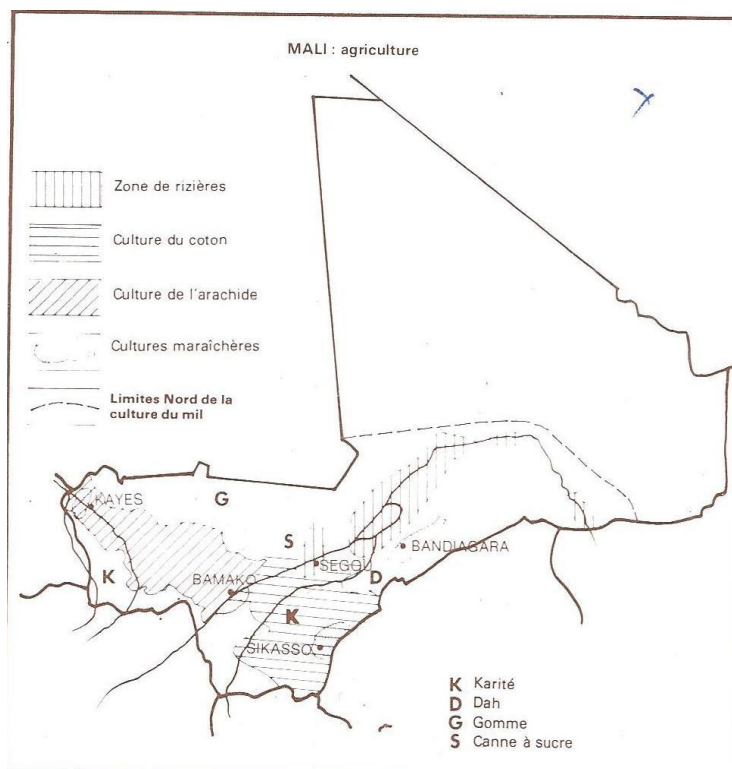 MALI : agriculture
Zone de rizières
Culture du coton
Culture de l'arachide
Cultures maraîchères
Limites Nord de la
culture du mil
KAYES
G
S
BANDIAGARA
SEGOU
K
BAMAKO
D
K
SIKASSO
K Karité
D Dah
G Gomme
S Canne à sucre